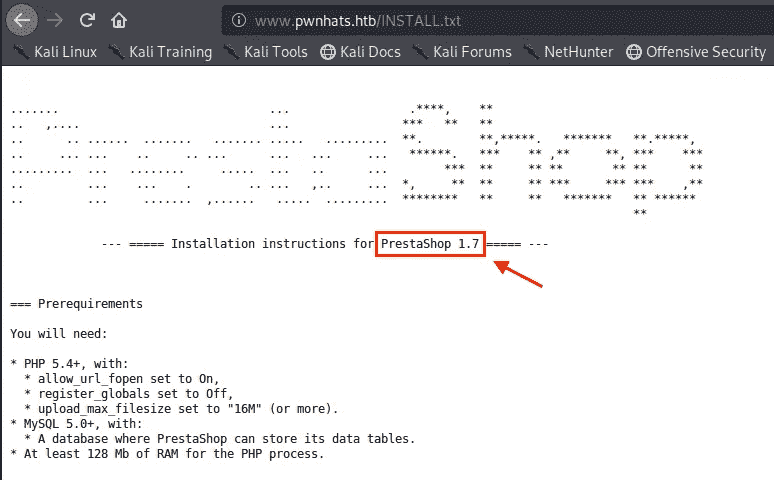 www.pwnhats.htb/INSTALL.txt
Kali Linux Kali Training Kali Tools Kali Docs Kali Forums NetHunter Offensive Security
PrestaShop
--- ===== Installation instructions for PrestaShop 1.7 ===== ---
=== Prerequirements
You will need:
* PHP 5.4+, with:
* allow_url_fopen set to On,
* register_globals set to Off,
* upload_max_filesize set to "16M" (or more).
* MySQL 5.0+, with:
* A database where PrestaShop can store its data tables.
* At least 128 Mb of RAM for the PHP process.